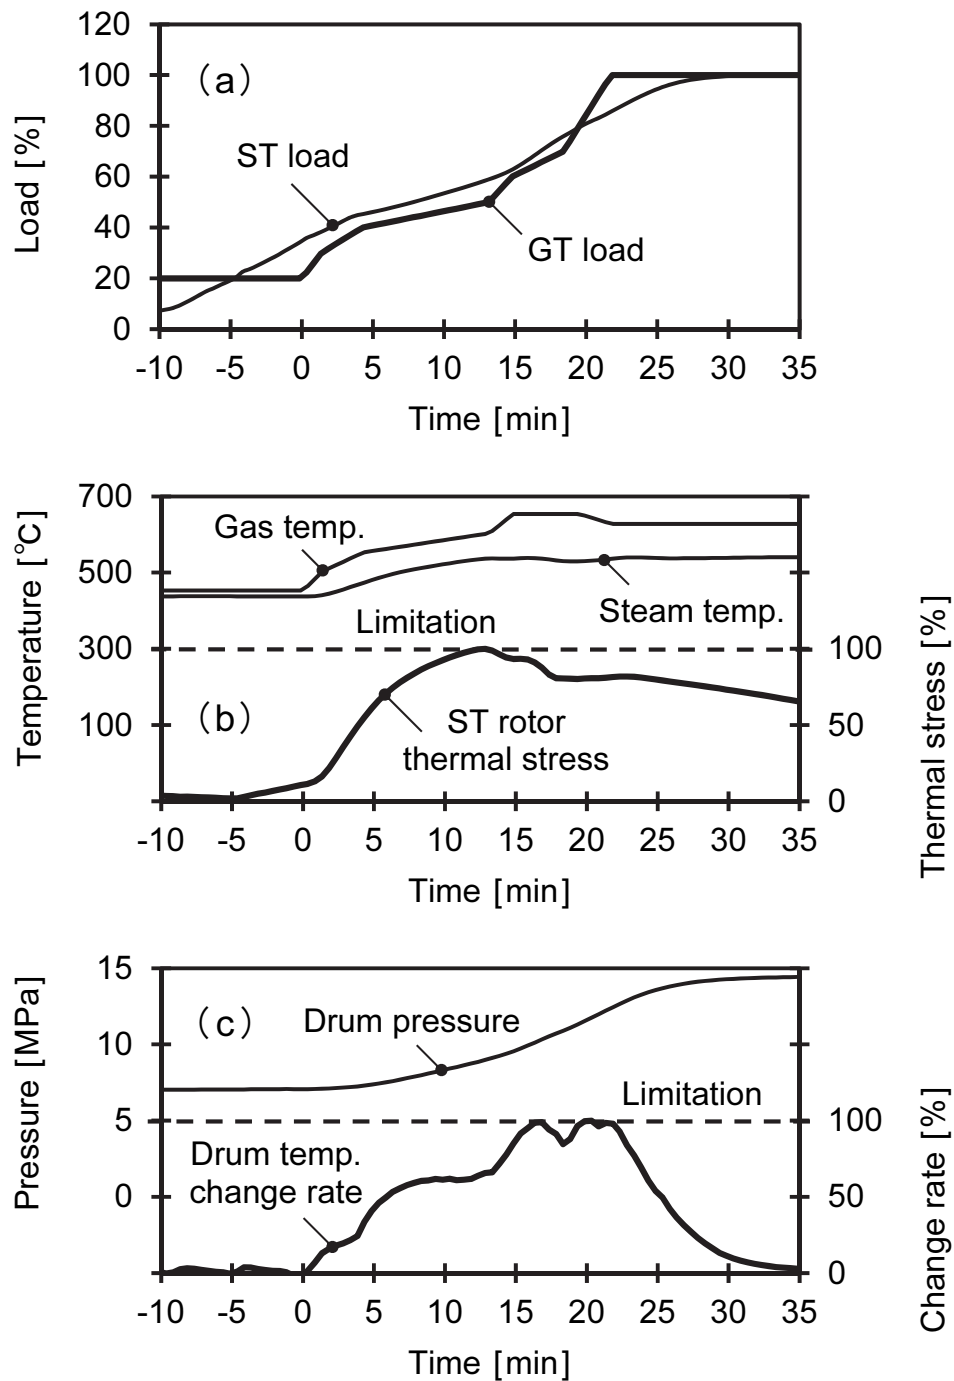 120
100
80
60
40
20
0
Load [%]
(a)
ST load
GT load
-10 -5 0 5 10 15 20 25 30 35
Time [min]
700
500
300
100
Temperature [°C]
Gas temp.
Steam temp.
Limitation
(b)
ST rotor
thermal stress
100
50
0
Thermal stress [%]
-10 -5 0 5 10 15 20 25 30 35
Time [min]
15
10
5
0
Pressure [MPa]
(c)
Drum pressure
Limitation
Drum temp.
change rate
100
50
0
Change rate [%]
-10 -5 0 5 10 15 20 25 30 35
Time [min]